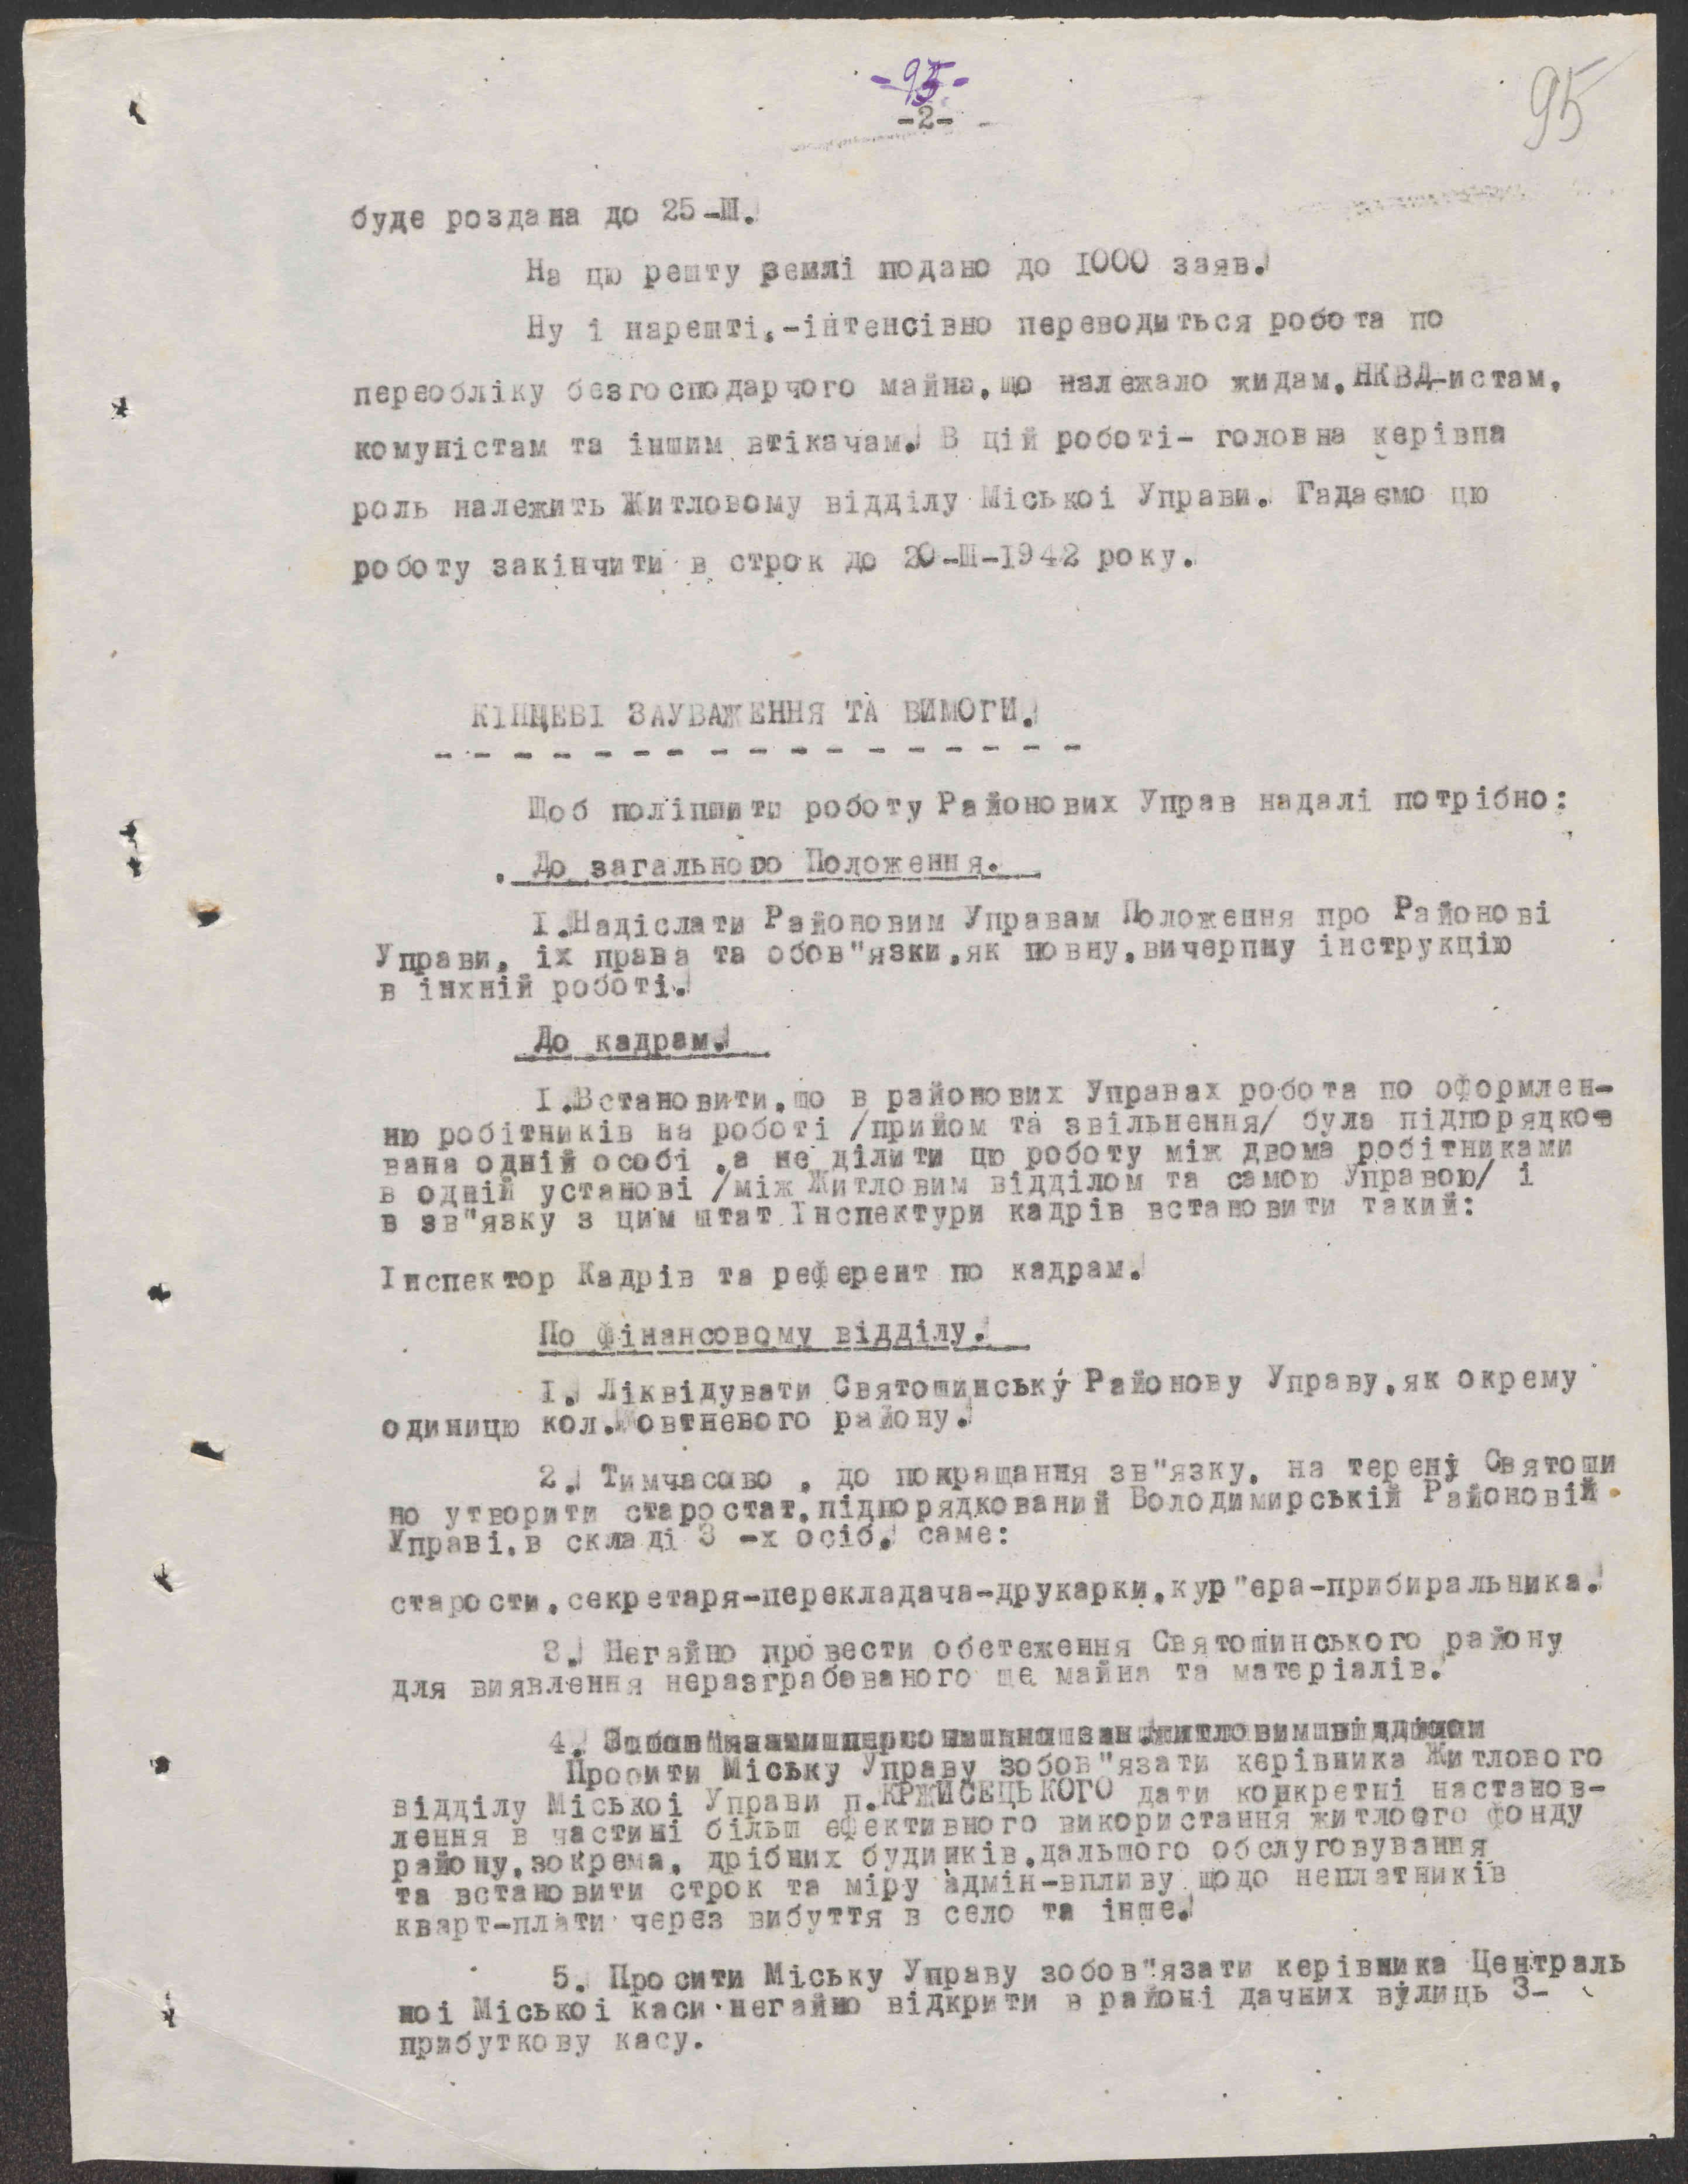 -95-
95
-2-
буде роздана до 25-Ш.
На цю решту землі подано до 1000 заяв.
Ну і нарешті,-інтенсівно переводиться робота по
переобліку безгосподарчого майна,що належало жидам,НКВД-истам,
комуністам та іншим втікачам. В цій роботі- головна керівна
роль належить Житловому відділу Міської Управи. Гадаємо цю
роботу закінчити в строк до 20-Ш-1942 року.
КІНЦЕВІ ЗАУВАЖЕННЯ ТА ВИМОГИ.
- - - - - - - - - - - - - - - - -
Щоб поліпшити роботу Районових Управ надалі потрібно:
До загального Положення.
І.Надіслати Районовим Управам Положення про Районові
Управи, іх права та обов"язки,як повну,вичерпну інструкцію
в інхній роботі.
До кадрам.
І.Встановити,що в районових Управах робота по оформлен-
ню робітників на роботі /прийом та звільнення/ була підпорядков
вана одній особі ,а не ділити цю роботу між двома робітниками
в одній установі /між Житловим відділом та самою Управою/ і
в зв"язку з цим штат Інспектури кадрів встановити такий:
Інспектор Кадрів та референт по кадрам.
По фінансовому відділу.
І. Ліквідувати Святошинську Районову Управу,як окрему
одиницю кол.Жовтневого району.
2. Тимчасово , до покращання зв"язку, на терені Святоши
но утворити старостат,підпорядкований Володимирській Районовій
Управі,в складі 3 -х осіб, саме:
старости,секретаря-перекладача-друкарки,кур"ера-прибиральника.
3. Негайно провести обстеження Святошинського району
для виявлення неразграбованого ще майна та матеріалів.
4.
Просити Міську Управу зобов"язати керівника Житлового
відділу Міської Управи п.КРЖИСЕЦЬКОГО дати конкретні настанов-
лення в частині більш ефективного використання житлоого фонду
району,зокрема, дрібних будинків,дальшого обслуговування
та встановити строк та міру адмін-впливу щодо неплатників
кварт-плати через вибуття в село та інше.
5. Просити Міську Управу зобов"язати керівника Централь
ноі Міськоі каси негайно відкрити в районі дачних вулиць 3-
прибуткову касу.